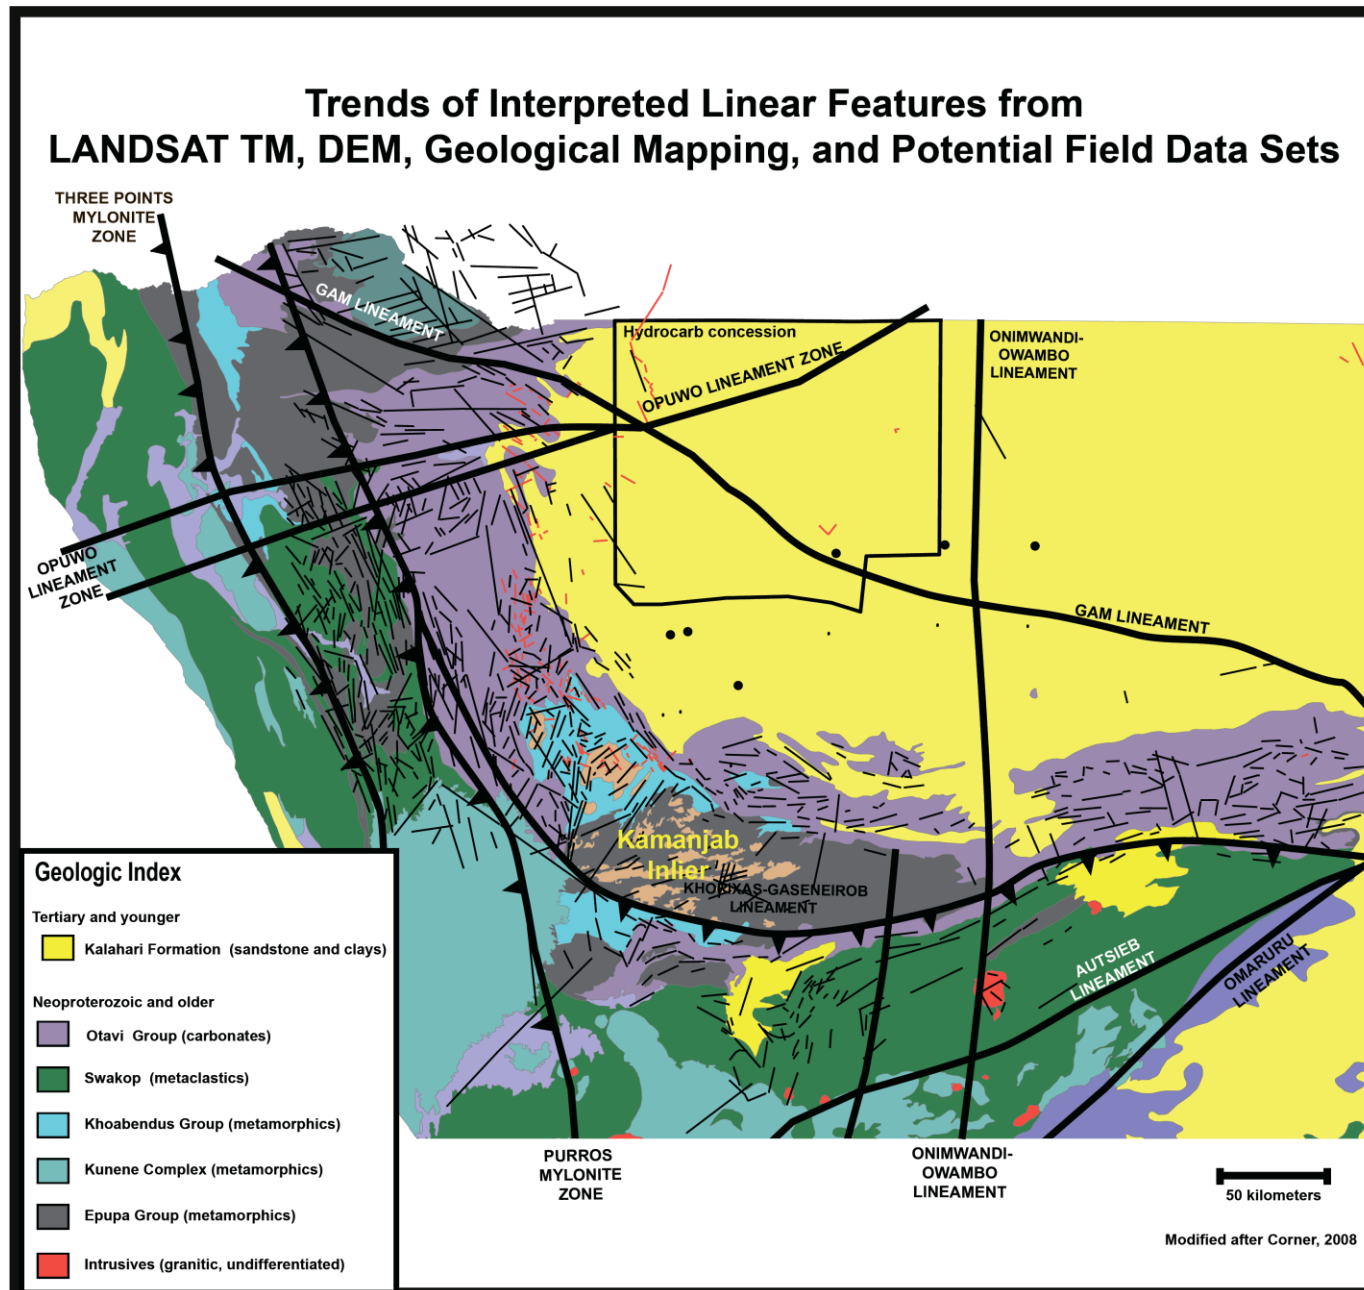 Trends of Interpreted Linear Features from
LANDSAT TM, DEM, Geological Mapping, and Potential Field Data Sets
THREE POINTS
MYLONITE
ZONE
GAM LINEAMENT
Hydrocarb concession
OPUWO LINEAMENT ZONE
ONIMWANDI-
OWAMBO
LINEAMENT
OPUWO
LINEAMENT
ZONE
GAM LINEAMENT
Kamanjab
Inlier
KHORIXAS-GASENEIROB
LINEAMENT
AUTSIEB
LINEAMENT
OMARURU
LINEAMENT
Geologic Index
Tertiary and younger
Kalahari Formation (sandstone and clays)
Neoproterozoic and older
Otavi Group (carbonates)
Swakop (metaclastics)
Khoabendus Group (metamorphics)
Kunene Complex (metamorphics)
Epupa Group (metamorphics)
Intrusives (granitic, undifferentiated)
PURROS
MYLONITE
ZONE
ONIMWANDI-
OWAMBO
LINEAMENT
50 kilometers
Modified after Corner, 2008